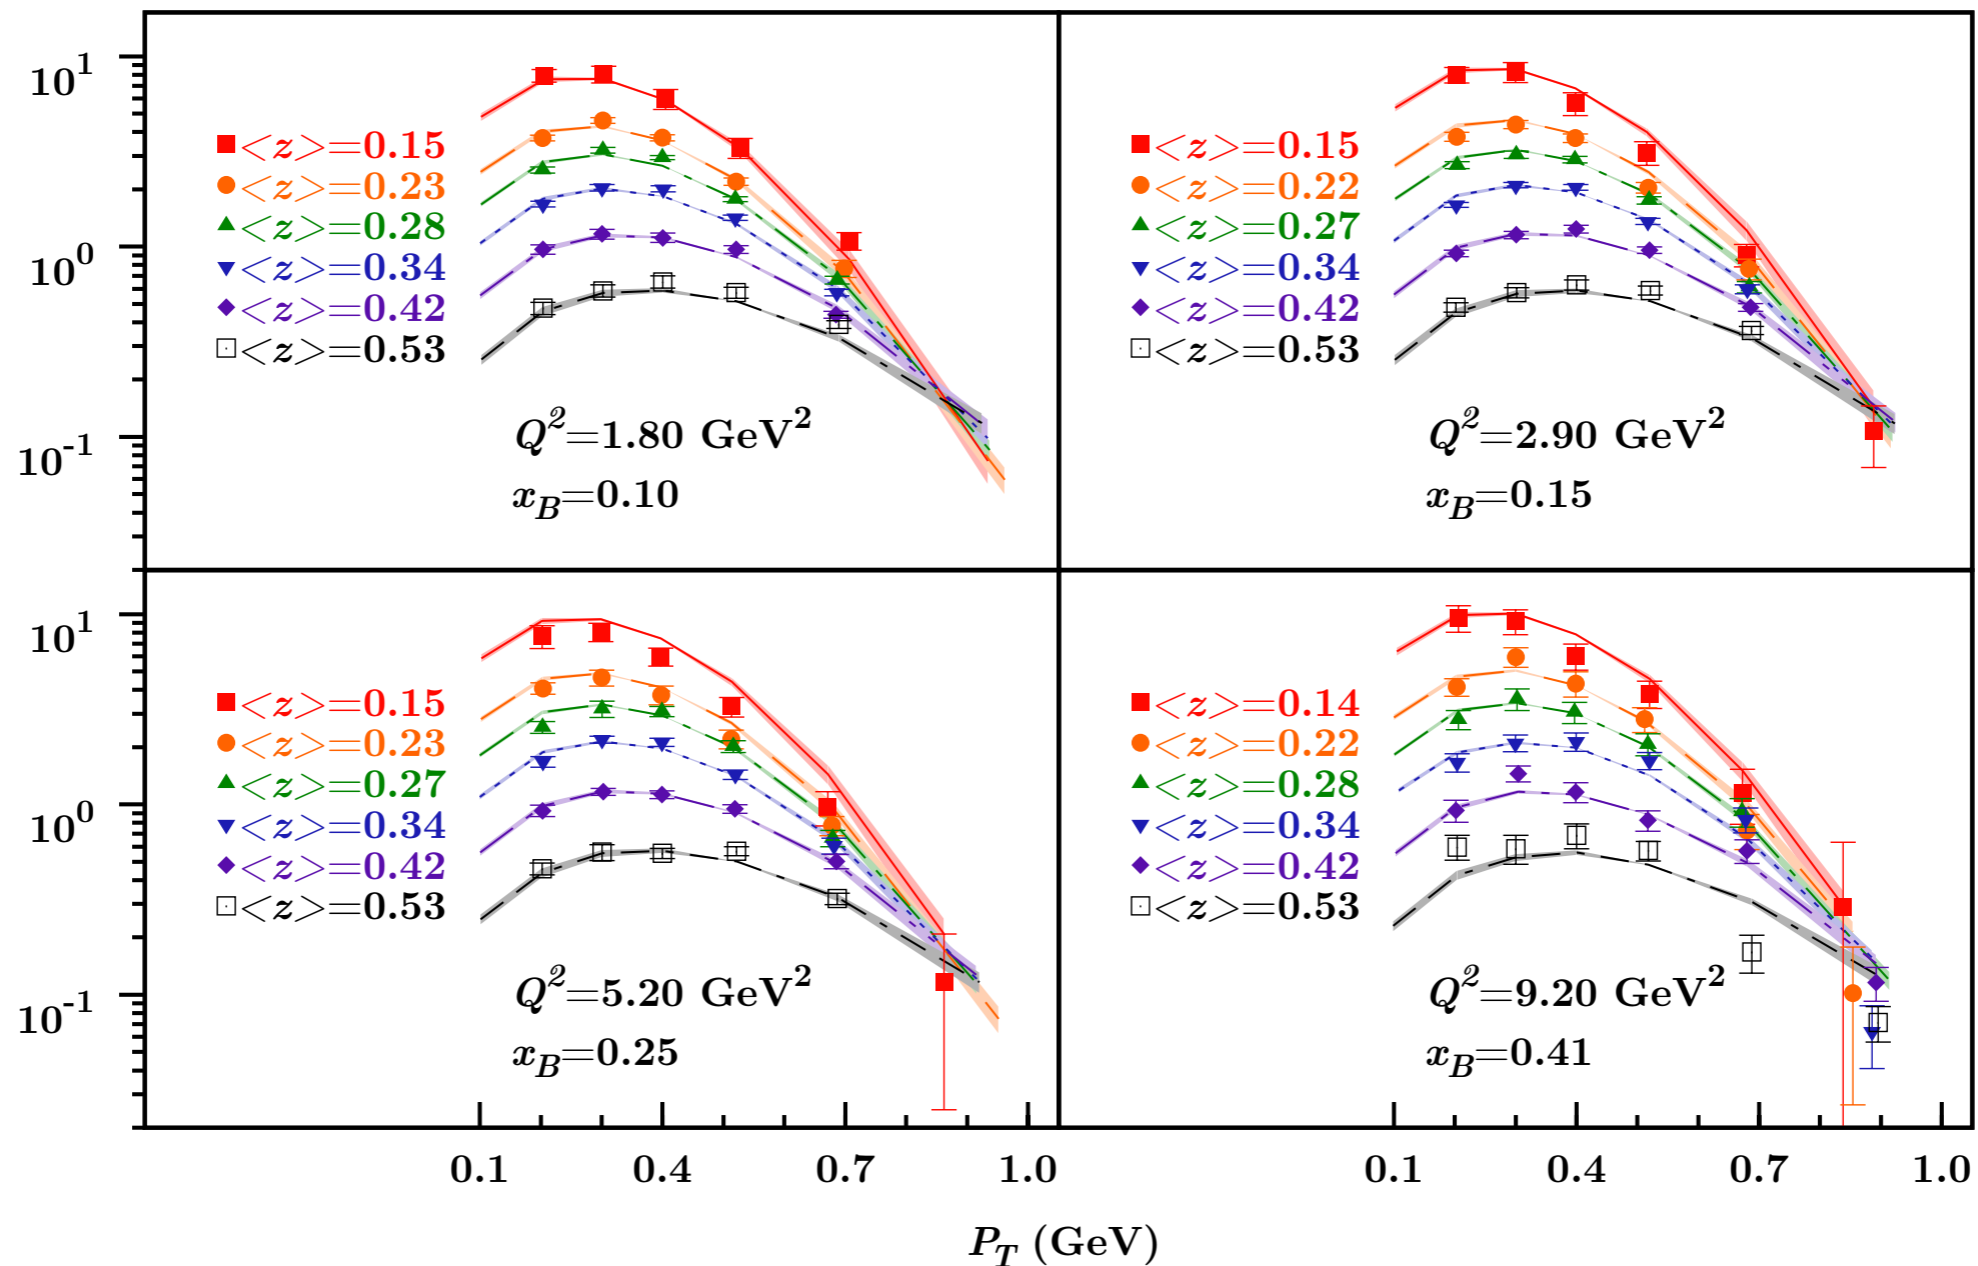 10^1
10^0
10^-1
<z>=0.15
<z>=0.23
<z>=0.28
<z>=0.34
<z>=0.42
<z>=0.53
Q^2=1.80 GeV^2
x_B=0.10
<z>=0.15
<z>=0.22
<z>=0.27
<z>=0.34
<z>=0.42
<z>=0.53
Q^2=2.90 GeV^2
x_B=0.15
10^1
10^0
10^-1
<z>=0.15
<z>=0.23
<z>=0.27
<z>=0.34
<z>=0.42
<z>=0.53
Q^2=5.20 GeV^2
x_B=0.25
<z>=0.14
<z>=0.22
<z>=0.28
<z>=0.34
<z>=0.42
<z>=0.53
Q^2=9.20 GeV^2
x_B=0.41
0.1 0.4 0.7 1.0 0.1 0.4 0.7 1.0
P_T (GeV)